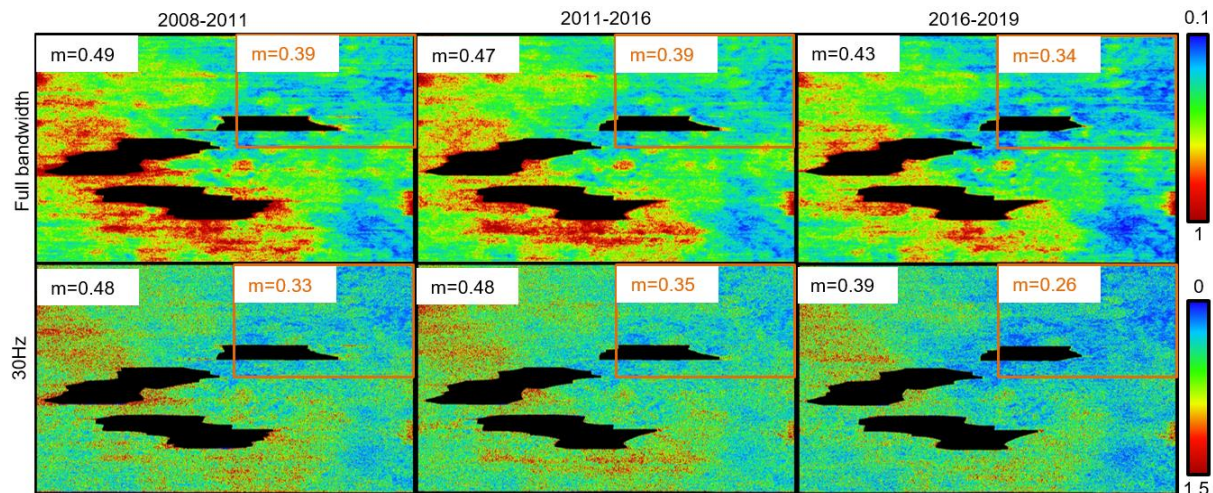 2008-2011
2011-2016
2016-2019
0.1
Full bandwidth
m=0.49
m=0.39
m=0.47
m=0.39
m=0.43
m=0.34
1
30Hz
m=0.48
m=0.33
m=0.48
m=0.35
m=0.39
m=0.26
0
1.5